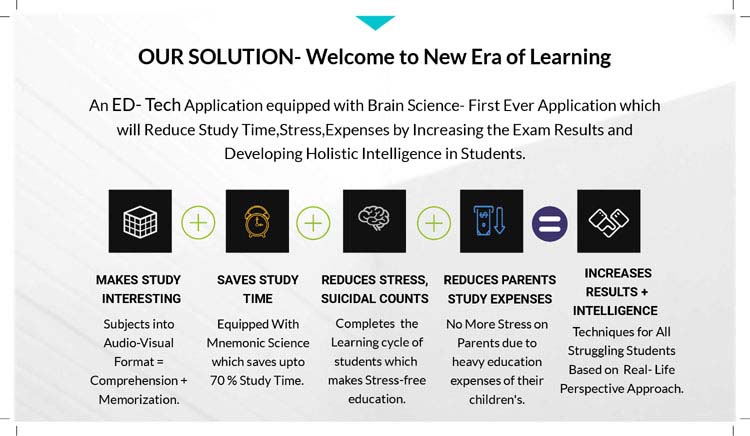 OUR SOLUTION- Welcome to New Era of Learning
An ED- Tech Application equipped with Brain Science- First Ever Application which
will Reduce Study Time,Stress,Expenses by Increasing the Exam Results and
Developing Holistic Intelligence in Students.
MAKES STUDY
INTERESTING
Subjects into
Audio-Visual
Format =
Comprehension +
Memorization.
SAVES STUDY
TIME
Equipped With
Mnemonic Science
which saves upto
70 % Study Time.
REDUCES STRESS,
SUICIDAL COUNTS
Completes the
Learning cycle of
students which
makes Stress-free
education.
REDUCES PARENTS
STUDY EXPENSES
No More Stress on
Parents due to
heavy education
expenses of their
children's.
INCREASES
RESULTS +
INTELLIGENCE
Techniques for All
Struggling Students
Based on Real- Life
Perspective Approach.